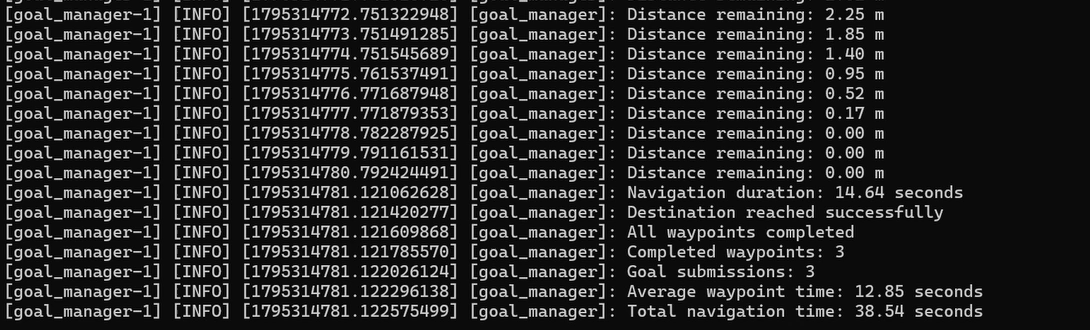 [goal_manager-1] [INFO] [1795314772.751322948] [goal_manager]: Distance remaining: 2.25 m
[goal_manager-1] [INFO] [1795314773.751491285] [goal_manager]: Distance remaining: 1.85 m
[goal_manager-1] [INFO] [1795314774.751545689] [goal_manager]: Distance remaining: 1.40 m
[goal_manager-1] [INFO] [1795314775.761537491] [goal_manager]: Distance remaining: 0.95 m
[goal_manager-1] [INFO] [1795314776.771687948] [goal_manager]: Distance remaining: 0.52 m
[goal_manager-1] [INFO] [1795314777.771879353] [goal_manager]: Distance remaining: 0.17 m
[goal_manager-1] [INFO] [1795314778.782287925] [goal_manager]: Distance remaining: 0.00 m
[goal_manager-1] [INFO] [1795314779.791161531] [goal_manager]: Distance remaining: 0.00 m
[goal_manager-1] [INFO] [1795314780.792424491] [goal_manager]: Distance remaining: 0.00 m
[goal_manager-1] [INFO] [1795314781.121062628] [goal_manager]: Navigation duration: 14.64 seconds
[goal_manager-1] [INFO] [1795314781.121420277] [goal_manager]: Destination reached successfully
[goal_manager-1] [INFO] [1795314781.121609868] [goal_manager]: All waypoints completed
[goal_manager-1] [INFO] [1795314781.121785570] [goal_manager]: Completed waypoints: 3
[goal_manager-1] [INFO] [1795314781.122026124] [goal_manager]: Goal submissions: 3
[goal_manager-1] [INFO] [1795314781.122296138] [goal_manager]: Average waypoint time: 12.85 seconds
[goal_manager-1] [INFO] [1795314781.122575499] [goal_manager]: Total navigation time: 38.54 seconds